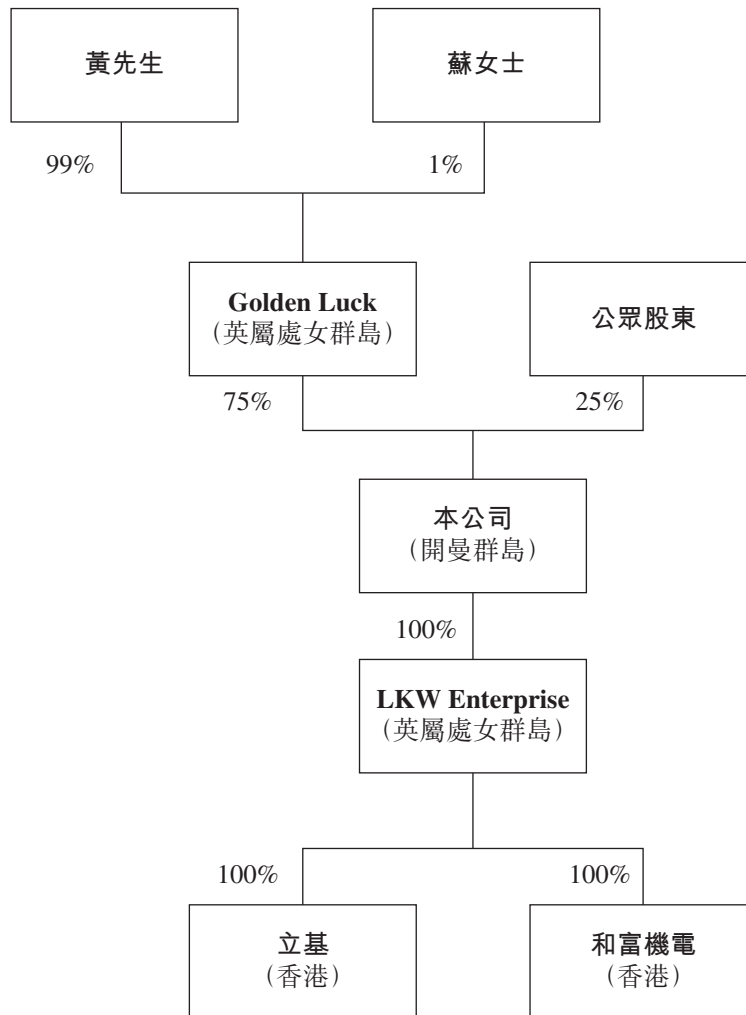 黃先生
蘇女士
99%
1%
Golden Luck
（英屬處女群島）
公眾股東
75%
25%
本公司
（開曼群島）
100%
LKW Enterprise
（英屬處女群島）
100%
100%
立基
（香港）
和富機電
（香港）